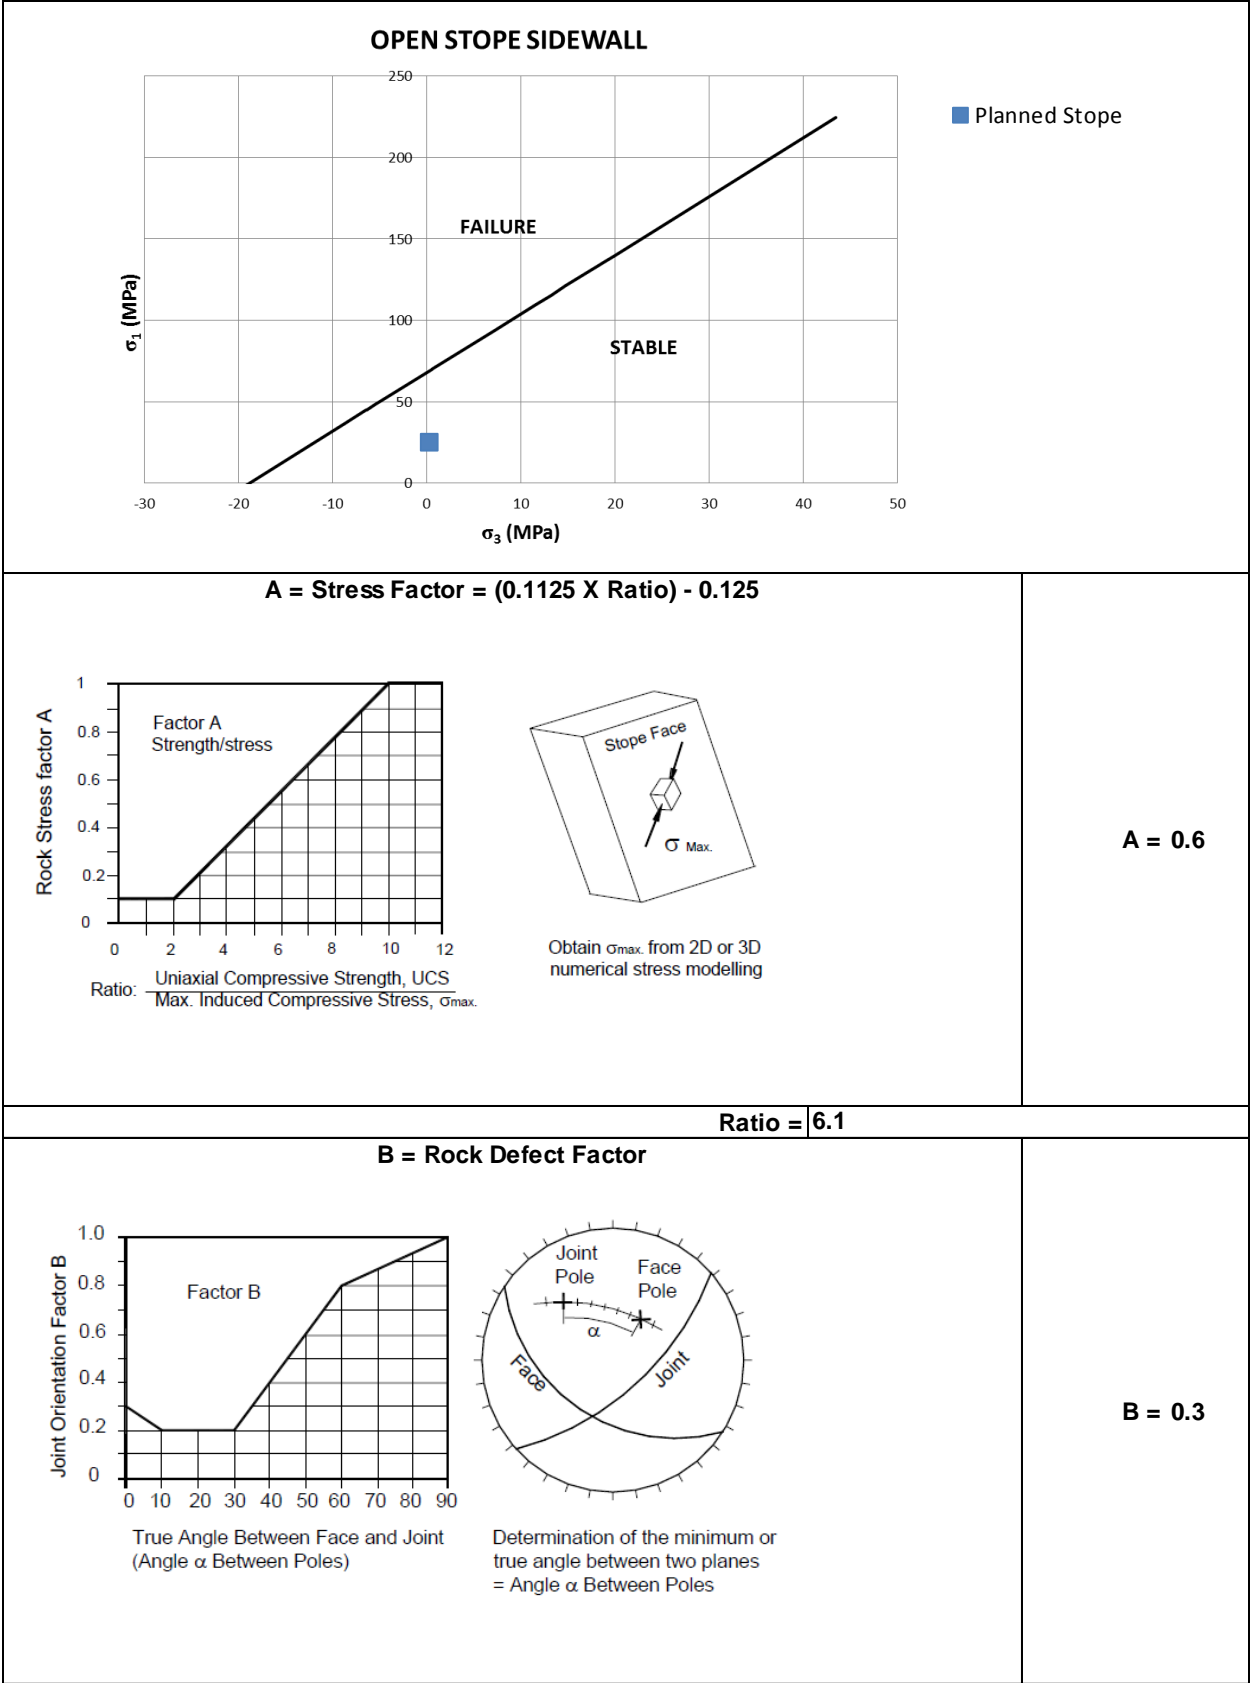 OPEN STOPE SIDEWALL
250
200
150
100
50
0
-30 -20 -10 0 10 20 30 40 50
σ1 (MPa)
σ3 (MPa)
FAILURE
STABLE
Planned Stope
A = Stress Factor = (0.1125 X Ratio) - 0.125
Rock Stress factor A
1
0.8
0.6
0.4
0.2
0
Factor A
Strength/stress
0 2 4 6 8 10 12
Ratio: Uniaxial Compressive Strength, UCS
Max. Induced Compressive Stress, σmax.
Stope Face
σ Max.
Obtain σmax. from 2D or 3D
numerical stress modelling
A = 0.6
Ratio = 6.1
B = Rock Defect Factor
Joint Orientation Factor B
1.0
0.8
0.6
0.4
0.2
0
Factor B
0 10 20 30 40 50 60 70 80 90
True Angle Between Face and Joint
(Angle α Between Poles)
Joint
Pole
Face
Pole
α
Face
Joint
Determination of the minimum or
true angle between two planes
= Angle α Between Poles
B = 0.3